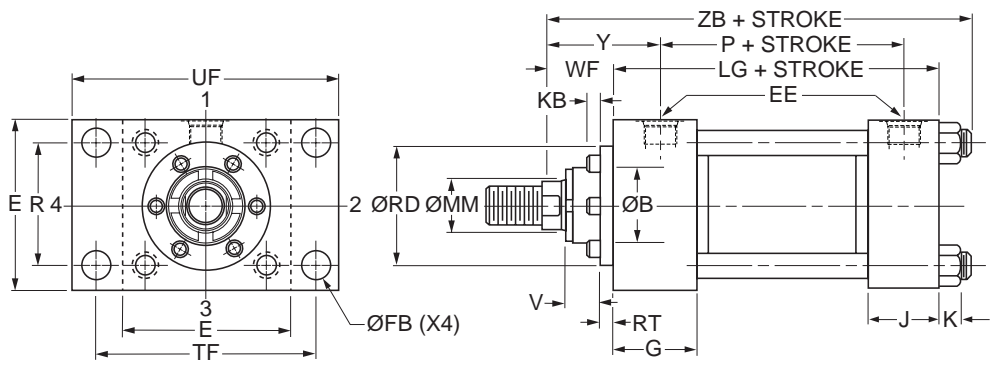 ZB + STROKE
Y
P + STROKE
UF
WF
LG + STROKE
1
KB
EE
E
R
4
2
ØRD
ØMM
ØB
3
V
ØFB (X4)
E
RT
J
K
TF
G